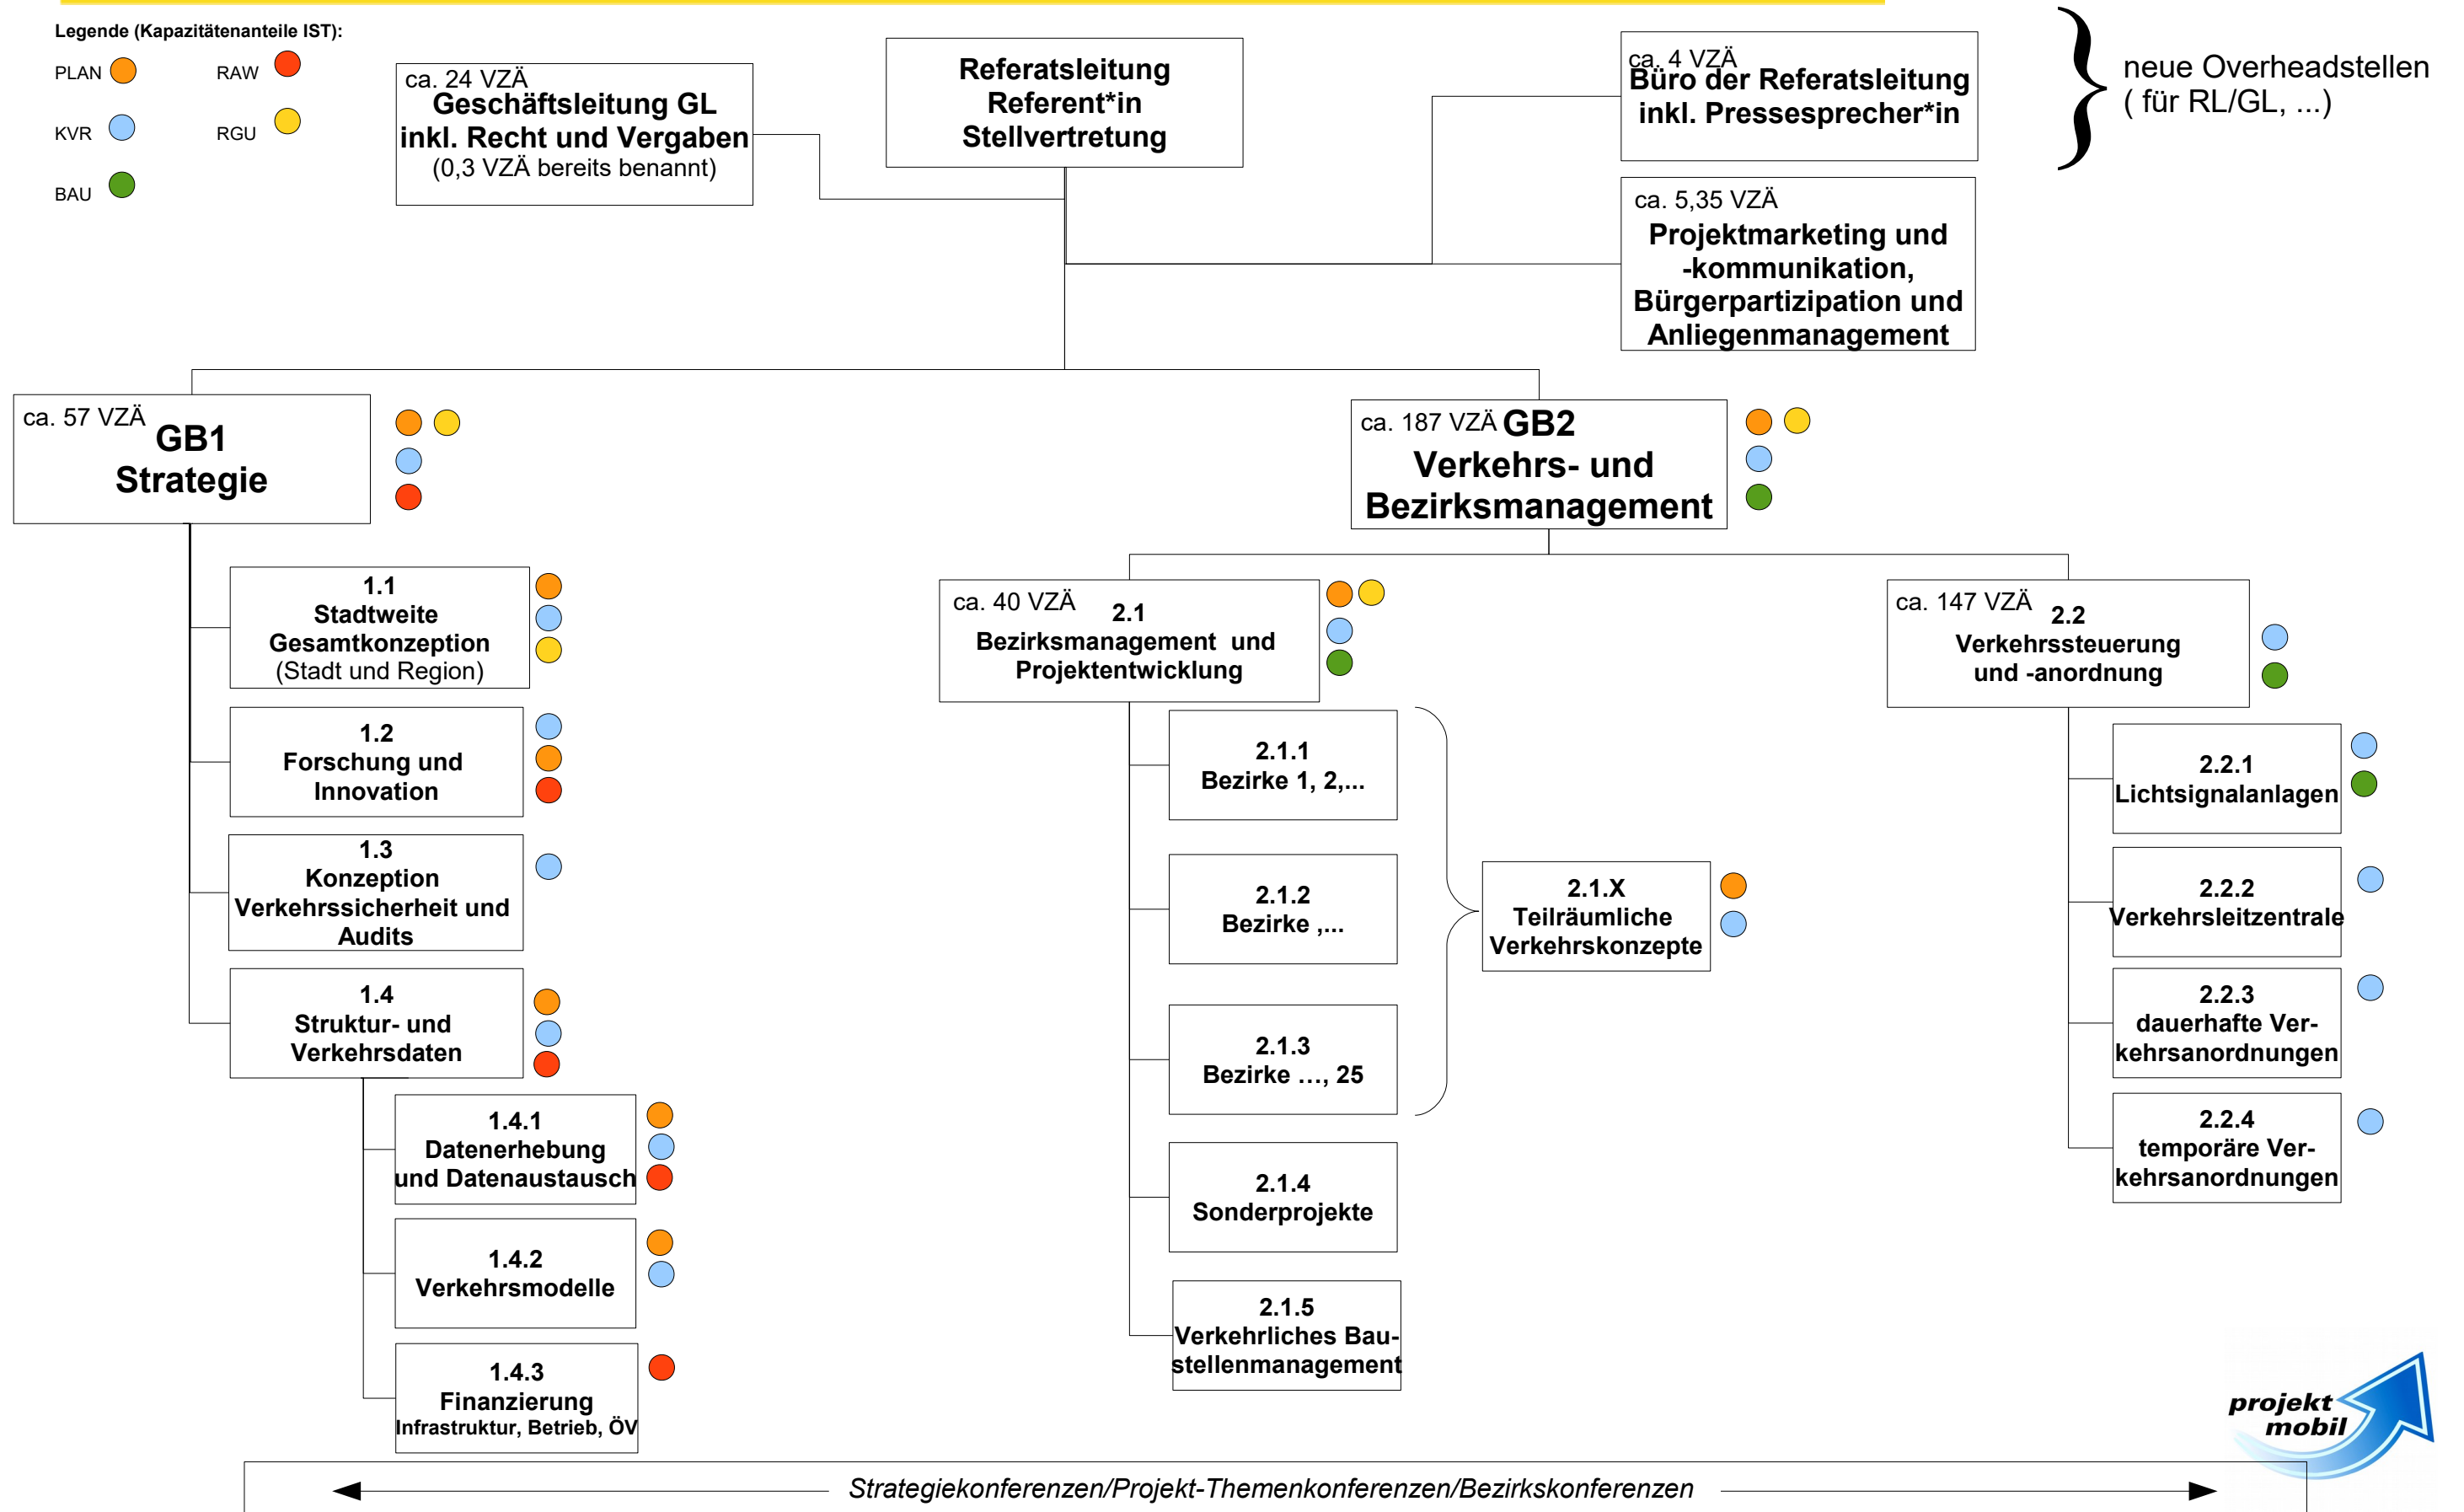 Legende (Kapazitätenanteile IST):
PLAN
RAW
KVR
RGU
BAU
ca. 24 VZÄ
Geschäftsleitung GL
inkl. Recht und Vergaben
(0,3 VZÄ bereits benannt)
Referatsleitung
Referent*in
Stellvertretung
ca. 4 VZÄ
Büro der Referatsleitung
inkl. Pressesprecher*in
neue Overheadstellen
( für RL/GL, ...)
ca. 5,35 VZÄ
Projektmarketing und
-kommunikation,
Bürgerpartizipation und
Anliegenmanagement
ca. 57 VZÄ
GB1
Strategie
ca. 187 VZÄ GB2
Verkehrs- und
Bezirksmanagement
1.1
Stadtweite
Gesamtkonzeption
(Stadt und Region)
1.2
Forschung und
Innovation
1.3
Konzeption
Verkehrssicherheit und
Audits
1.4
Struktur- und
Verkehrsdaten
1.4.1
Datenerhebung
und Datenaustausch
1.4.2
Verkehrsmodelle
1.4.3
Finanzierung
Infrastruktur, Betrieb, ÖV
ca. 40 VZÄ
2.1
Bezirksmanagement und
Projektentwicklung
2.1.1
Bezirke 1, 2,...
2.1.2
Bezirke ,...
2.1.3
Bezirke ..., 25
2.1.4
Sonderprojekte
2.1.5
Verkehrliches Bau-
stellenmanagement
2.1.X
Teilräumliche
Verkehrskonzepte
ca. 147 VZÄ
2.2
Verkehrssteuerung
und -anordnung
2.2.1
Lichtsignalanlagen
2.2.2
Verkehrsleitzentrale
2.2.3
dauerhafte Ver-
kehrsanordnungen
2.2.4
temporäre Ver-
kehrsanordnungen
projekt
mobil
Strategiekonferenzen/Projekt-Themenkonferenzen/Bezirkskonferenzen